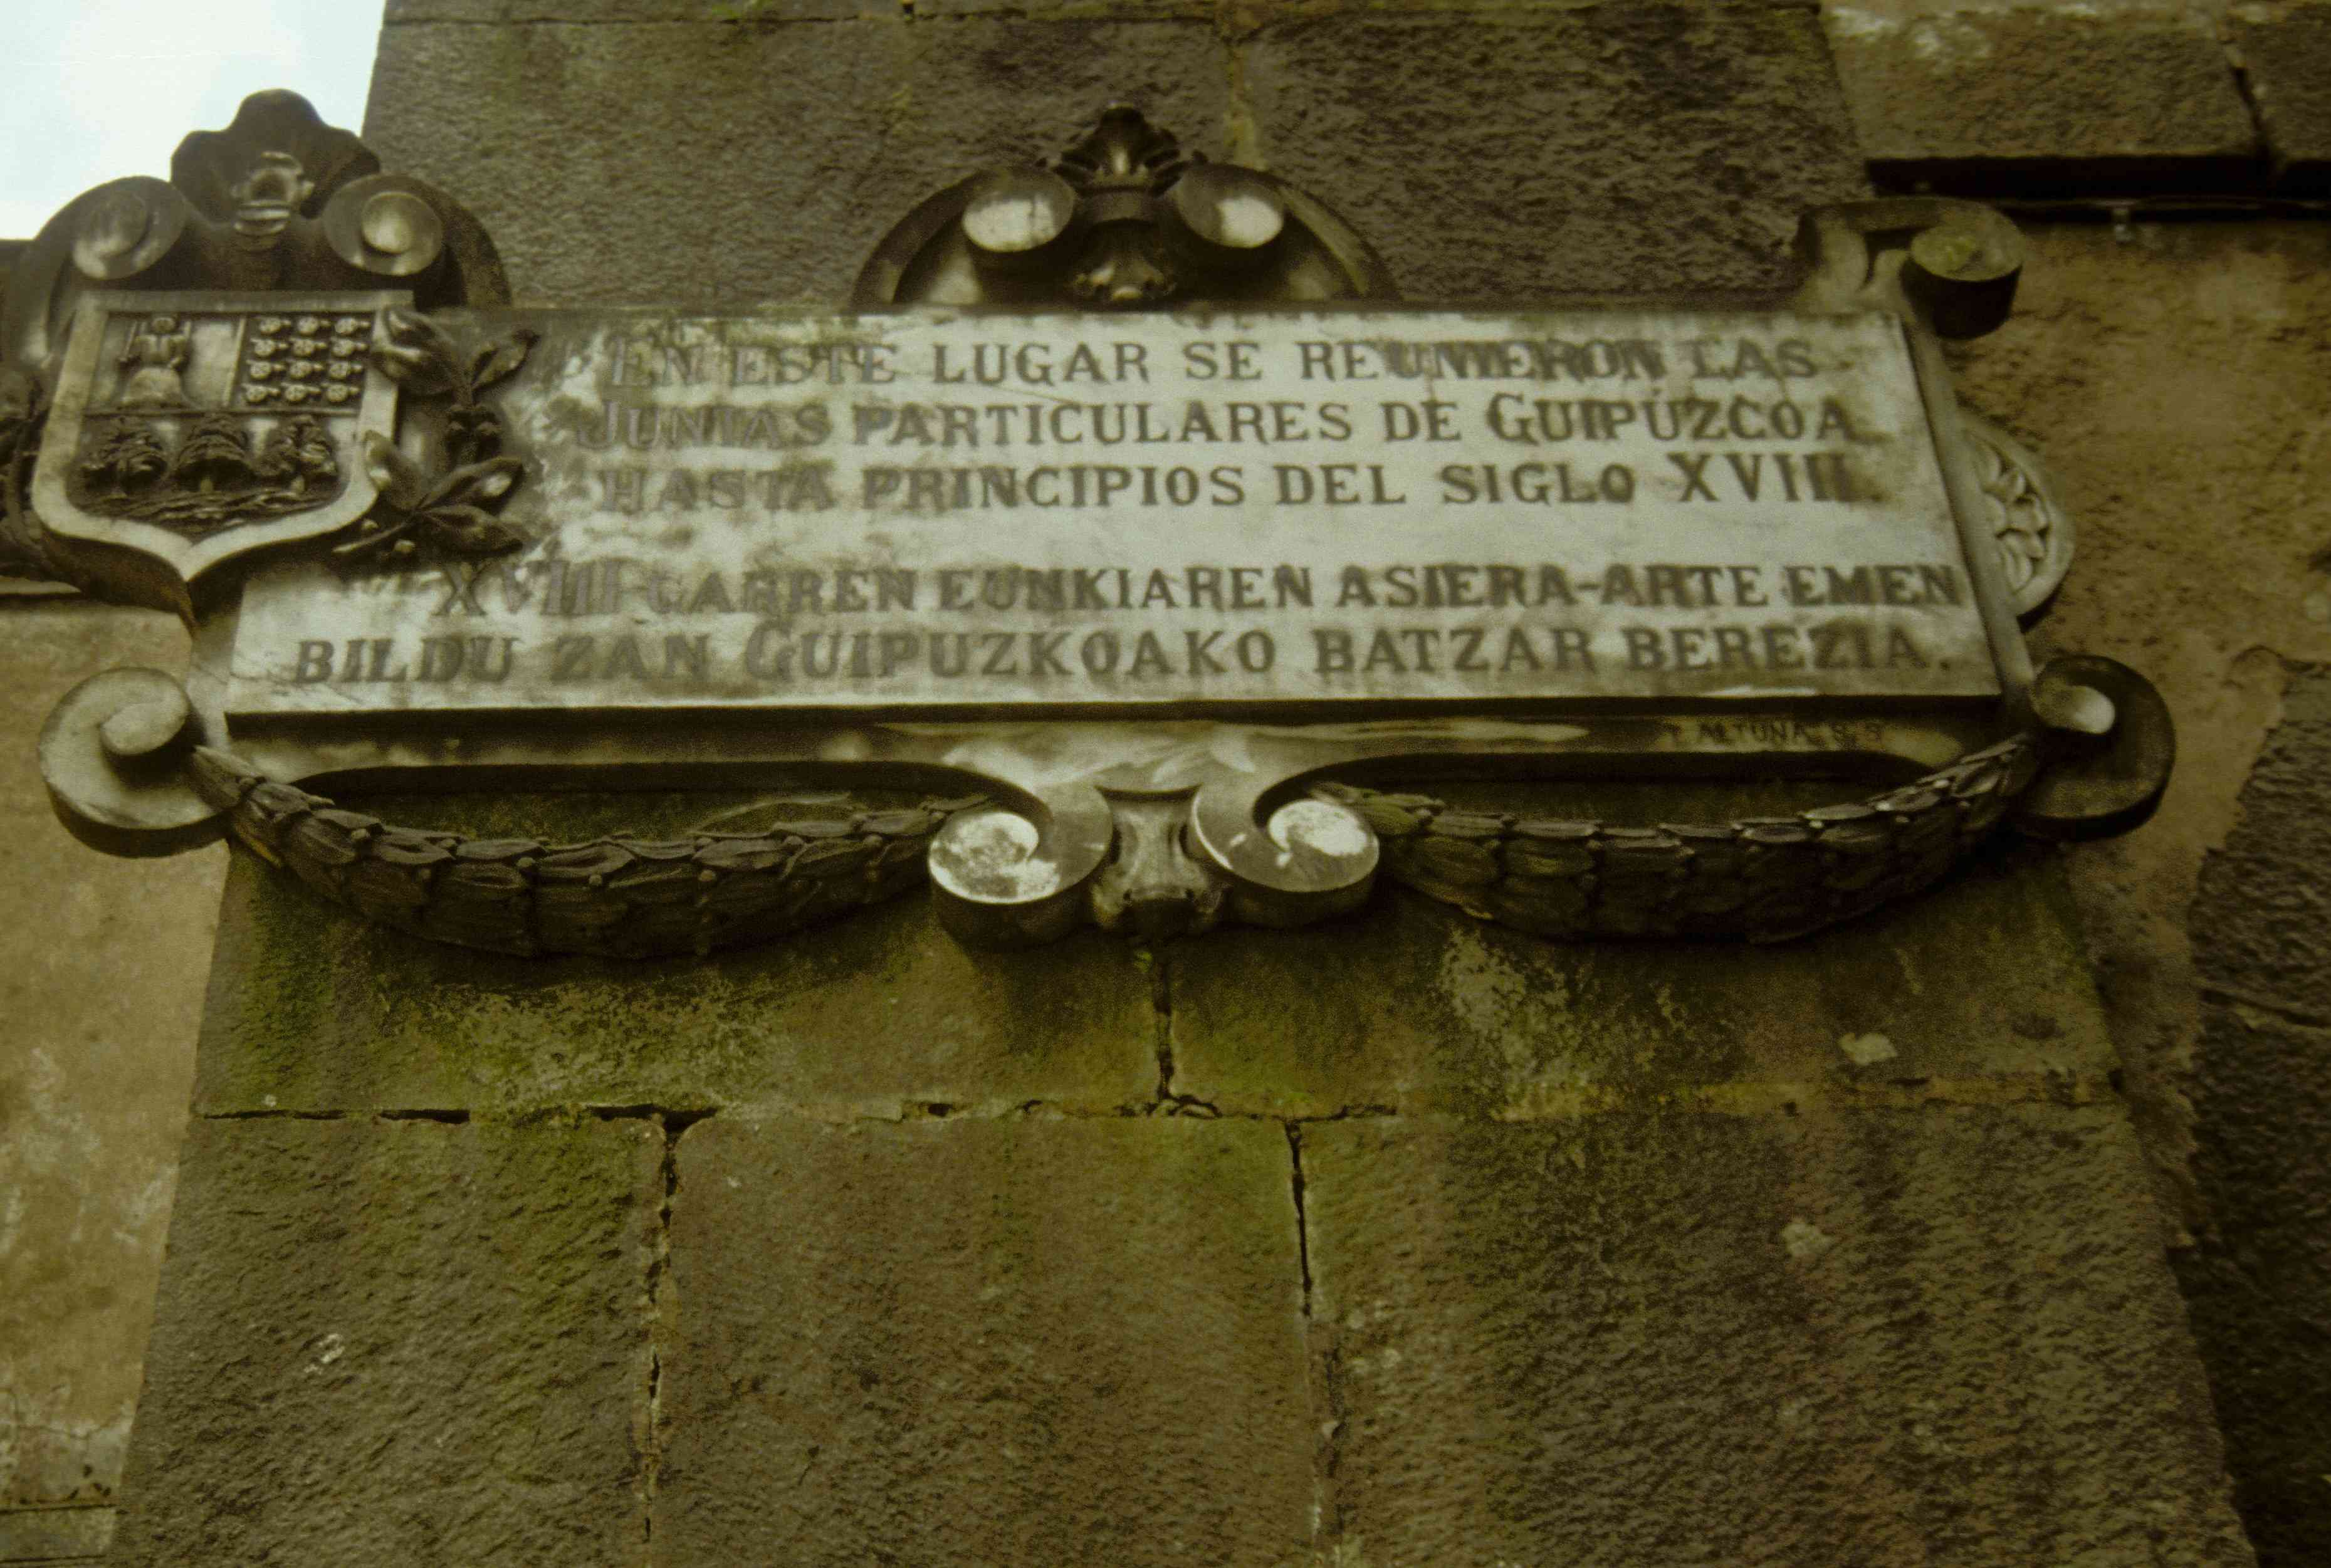 EN ESTE LUGAR SE REUNIERON LAS
JUNTAS PARTICULARES DE GUIPÚZCOA
HASTA PRINCIPIOS DEL SIGLO XVIII.
XVIII-GARREN EUNKIAREN ASIERA-ARTE EMEN
BILDU ZAN GUIPUZKOAKO BATZAR BEREZIA.
ALTUNA S.S.